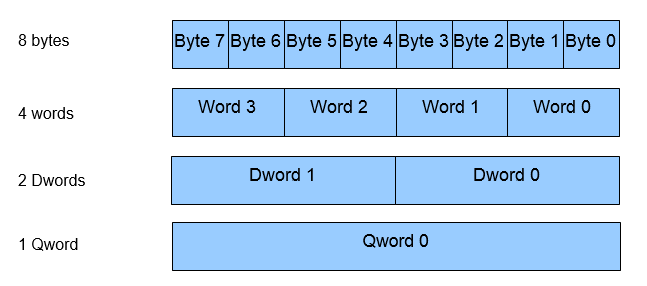 8 bytes Byte 7 Byte 6 Byte 5 Byte 4 Byte 3 Byte 2 Byte 1 Byte 0
4 words Word 3 Word 2 Word 1 Word 0
2 Dwords Dword 1 Dword 0
1 Qword Qword 0